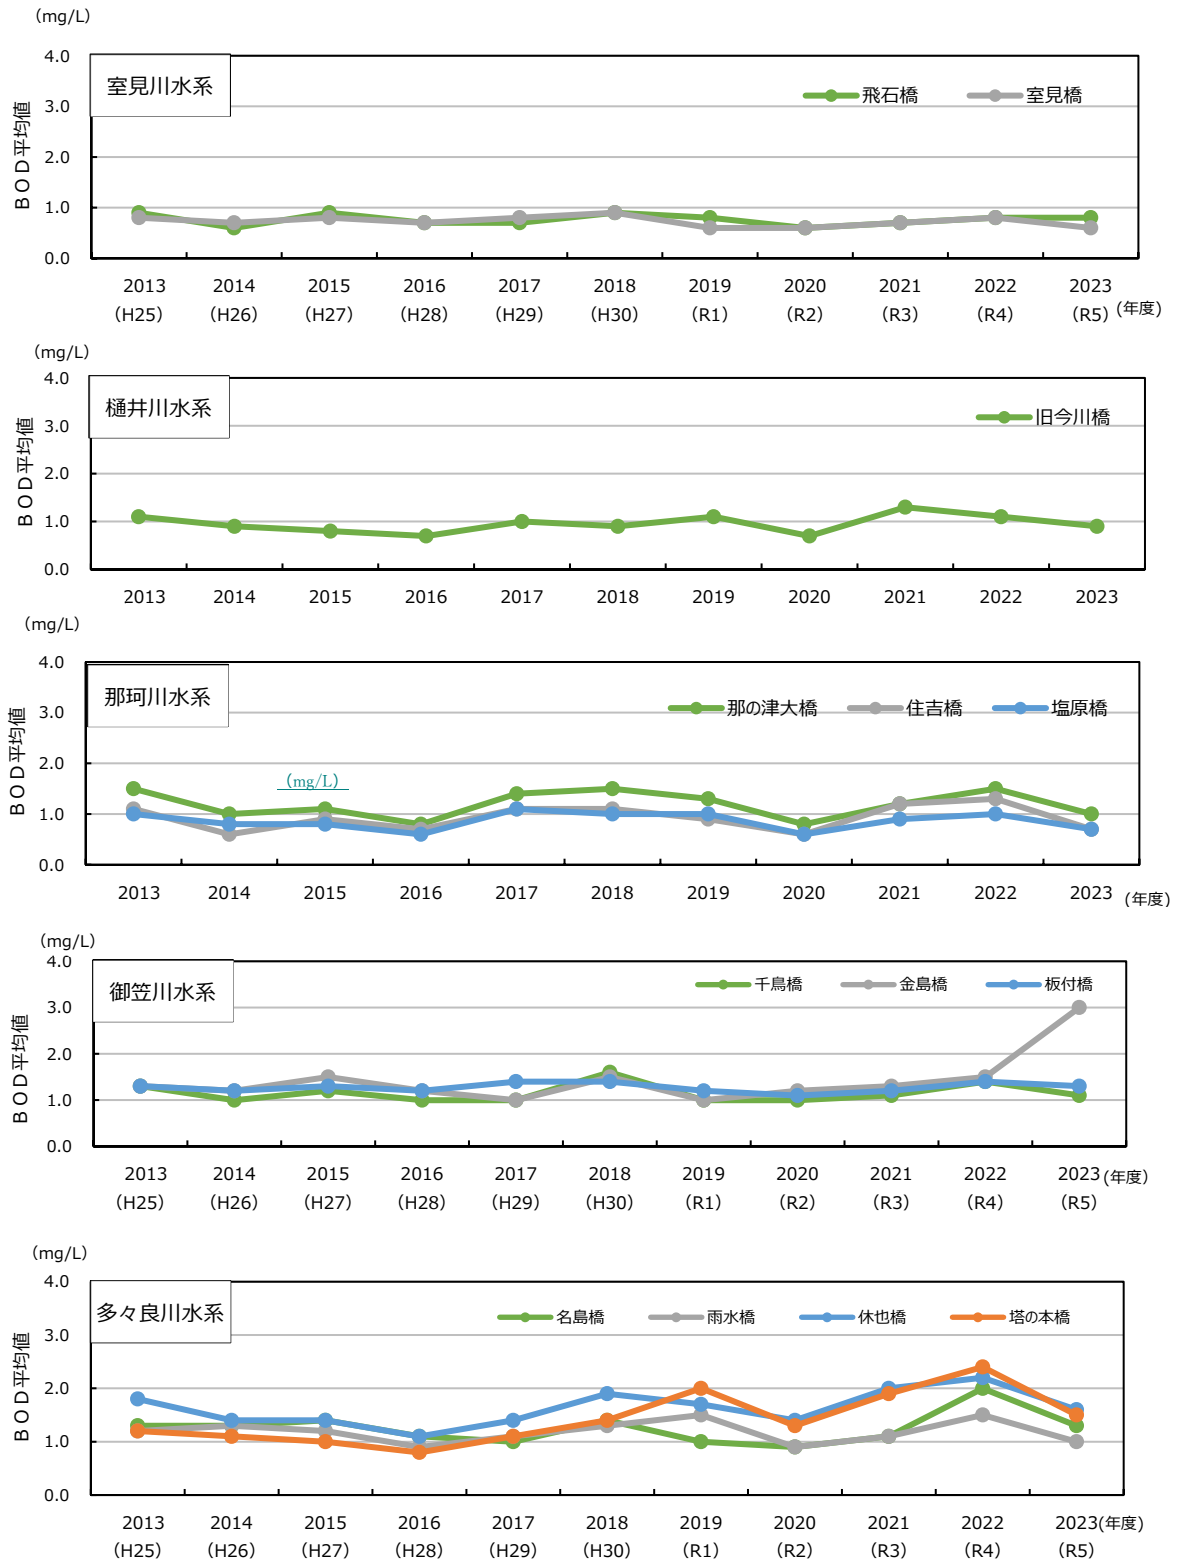 （mg/L）
4.0
室見川水系
飛石橋 室見橋
3.0
2.0
1.0
0.0
ＢＯＤ平均値
2013 2014 2015 2016 2017 2018 2019 2020 2021 2022 2023
（H25） （H26） （H27） （H28） （H29） （H30） （R1） （R2） （R3） （R4） （R5） (年度)
（mg/L）
4.0
樋井川水系
旧今川橋
3.0
2.0
1.0
0.0
ＢＯＤ平均値
2013 2014 2015 2016 2017 2018 2019 2020 2021 2022 2023
（mg/L）
4.0
那珂川水系
那の津大橋 住吉橋 塩原橋
3.0
2.0
（mg/L）
1.0
0.0
ＢＯＤ平均値
2013 2014 2015 2016 2017 2018 2019 2020 2021 2022 2023 (年度)
（mg/L）
4.0
御笠川水系
千鳥橋 金島橋 板付橋
3.0
2.0
1.0
0.0
ＢＯＤ平均値
2013 2014 2015 2016 2017 2018 2019 2020 2021 2022 2023 (年度)
（H25） （H26） （H27） （H28） （H29） （H30） （R1） （R2） （R3） （R4） （R5）
（mg/L）
4.0
多々良川水系
名島橋 雨水橋 休也橋 塔の本橋
3.0
2.0
1.0
0.0
ＢＯＤ平均値
2013 2014 2015 2016 2017 2018 2019 2020 2021 2022 2023 (年度)
（H25） （H26） （H27） （H28） （H29） （H30） （R1） （R2） （R3） （R4） （R5）